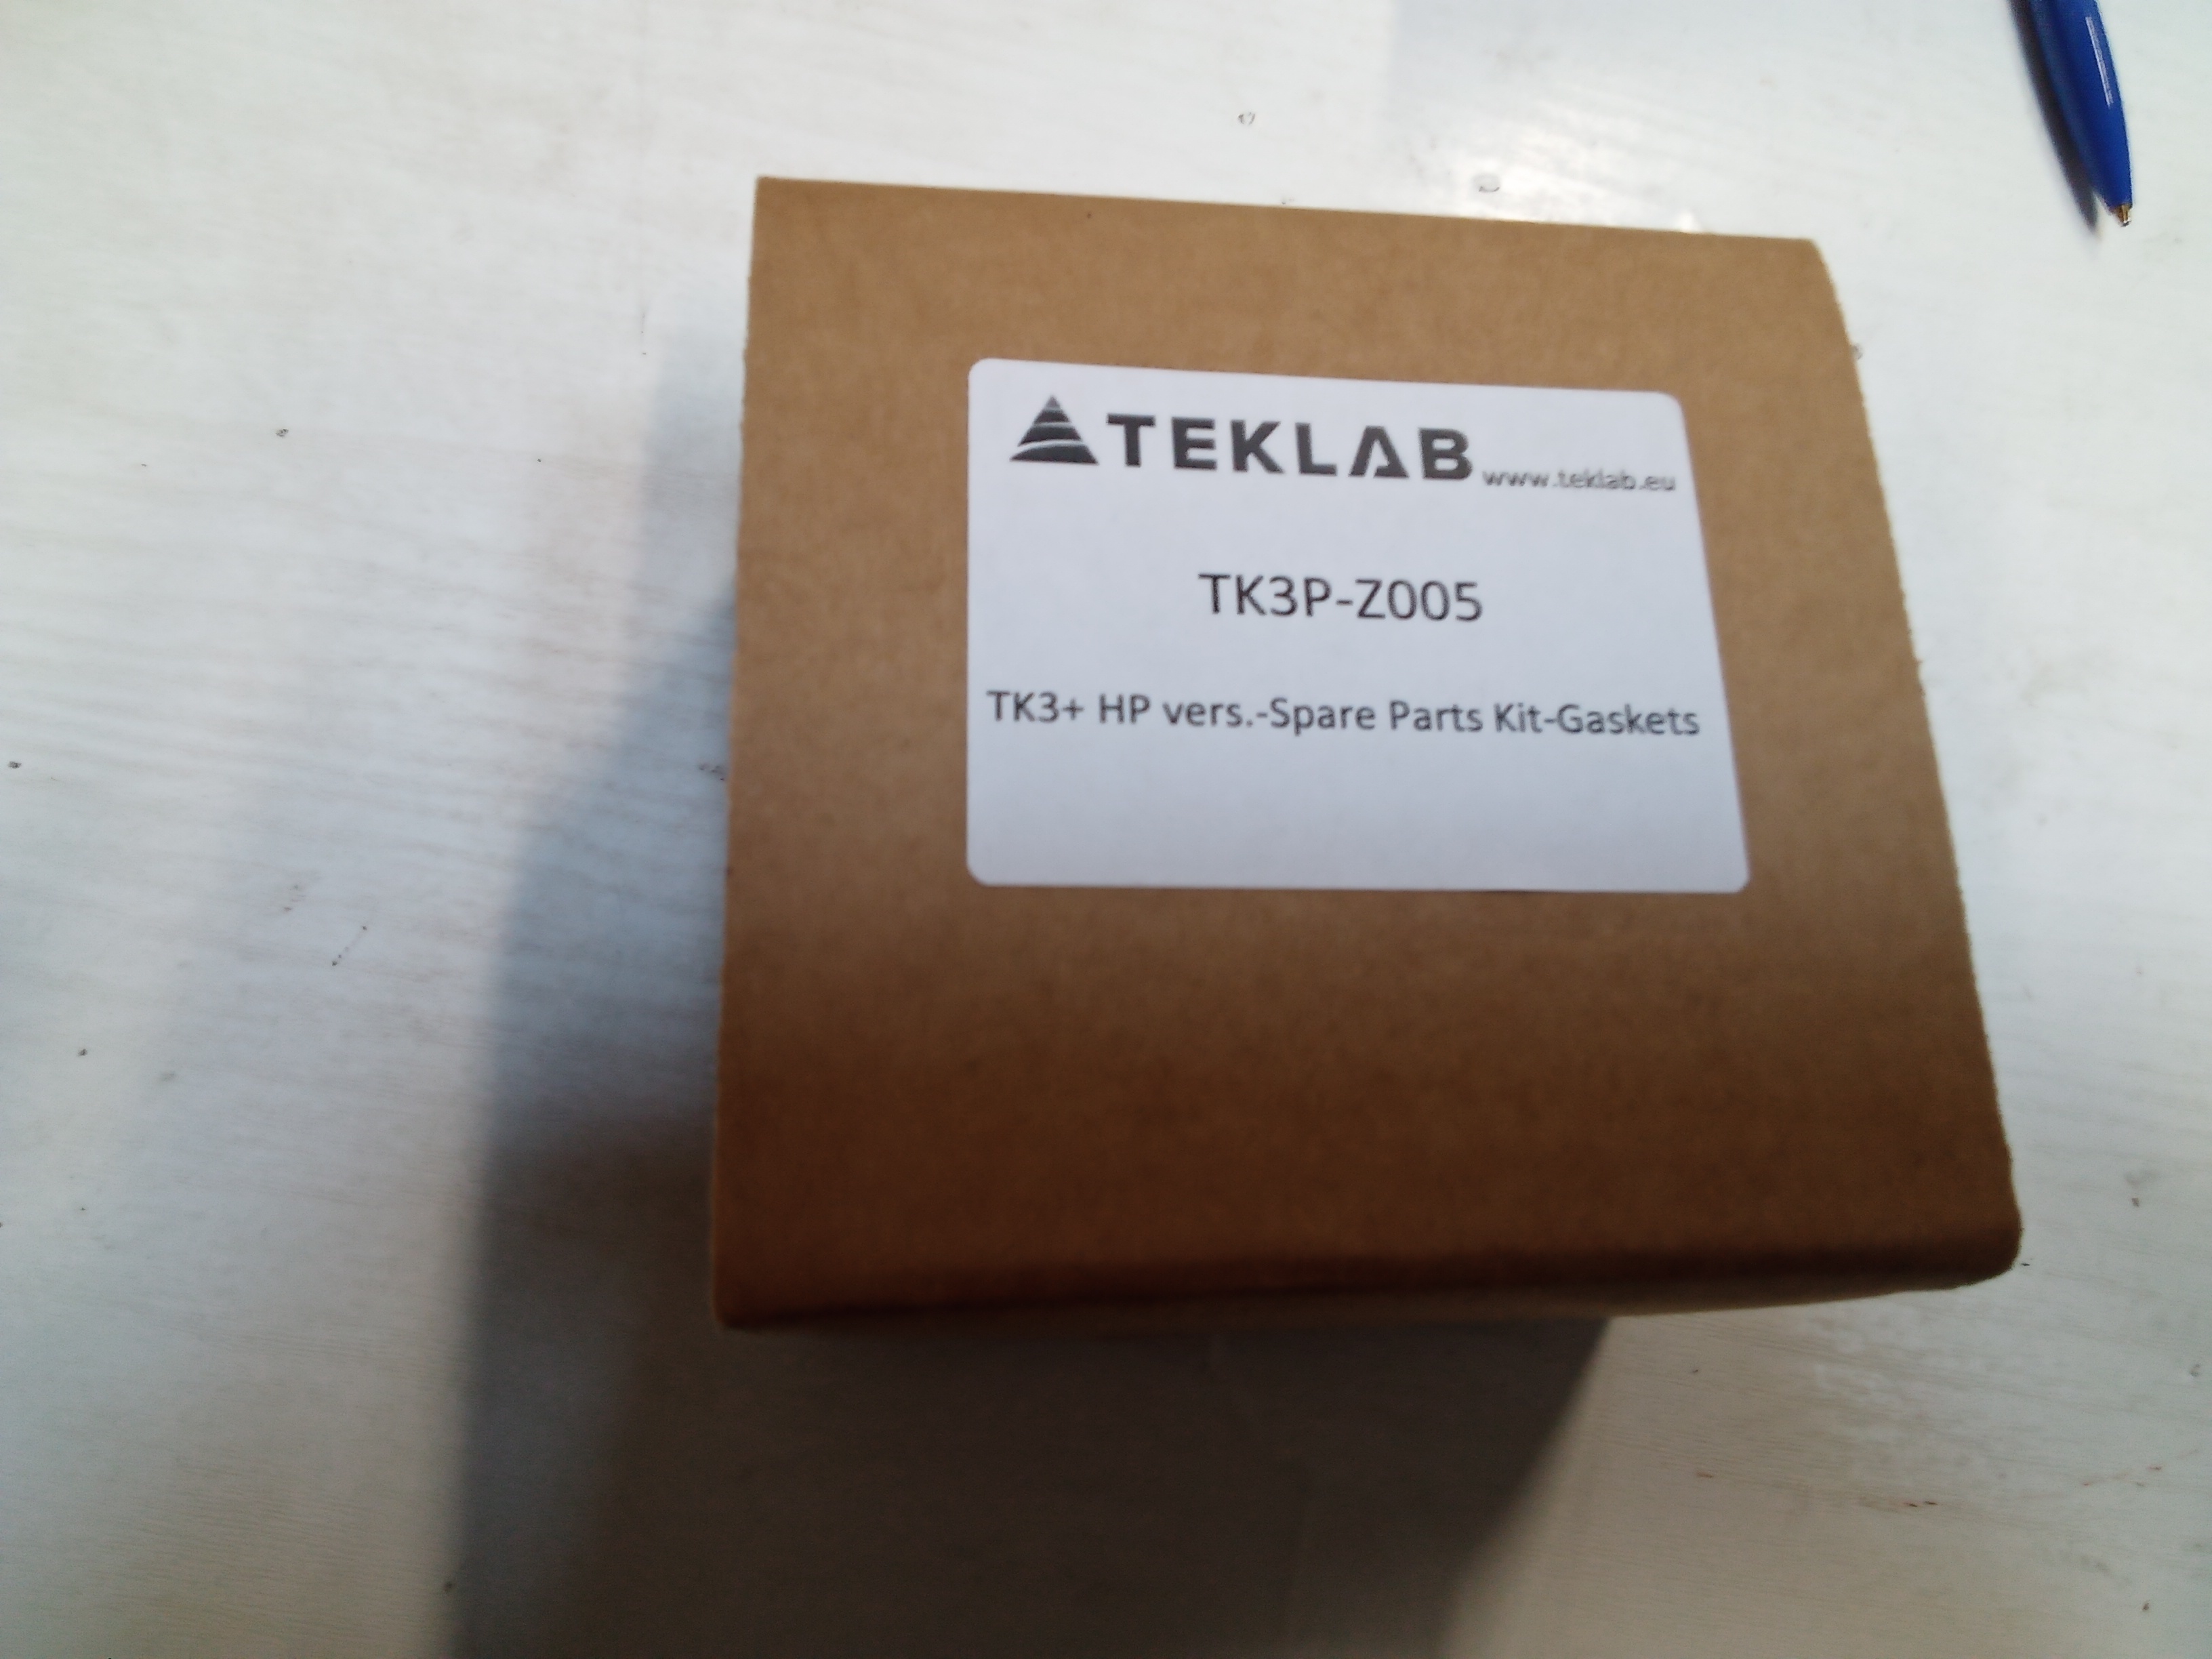 TEKLAB www.teklab.eu
TK3P-Z005
TK3+ HP vers.-Spare Parts Kit-Gaskets